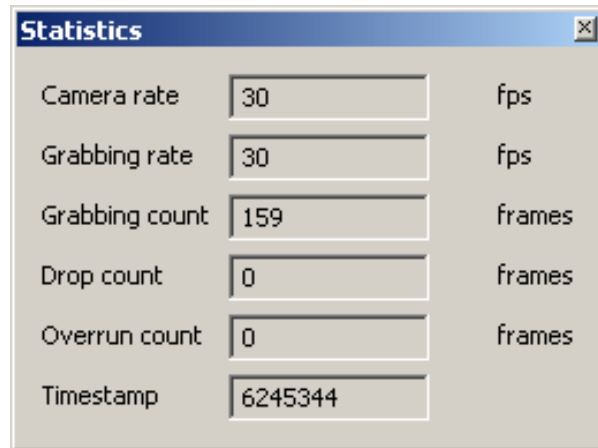 Statistics
Camera rate 30 fps
Grabbing rate 30 fps
Grabbing count 159 frames
Drop count 0 frames
Overrun count 0 frames
Timestamp 6245344